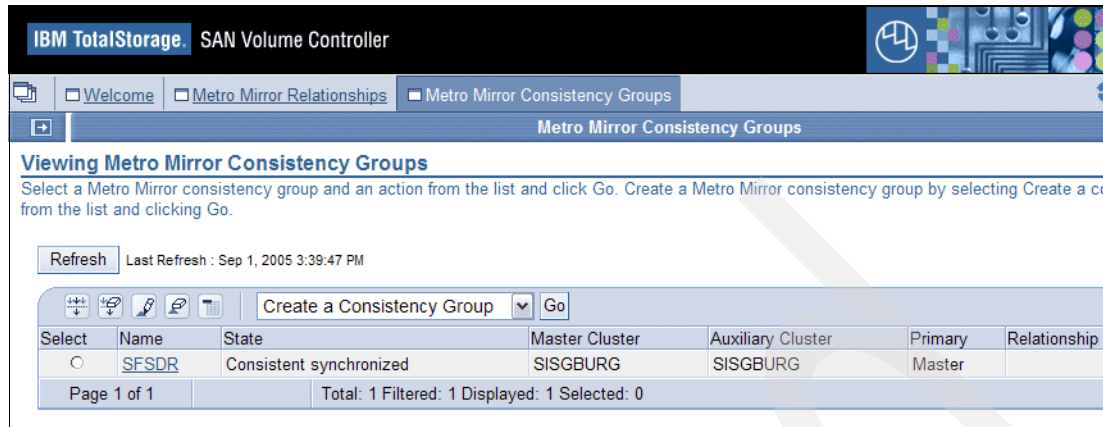 IBM TotalStorage. SAN Volume Controller
Welcome Metro Mirror Relationships Metro Mirror Consistency Groups
Metro Mirror Consistency Groups
Viewing Metro Mirror Consistency Groups
Select a Metro Mirror consistency group and an action from the list and click Go. Create a Metro Mirror consistency group by selecting Create a co
from the list and clicking Go.
Refresh Last Refresh : Sep 1, 2005 3:39:47 PM
Create a Consistency Group Go
Select Name State Master Cluster Auxiliary Cluster Primary Relationship
SFSDR Consistent synchronized SISGBURG SISGBURG Master
Page 1 of 1 Total: 1 Filtered: 1 Displayed: 1 Selected: 0